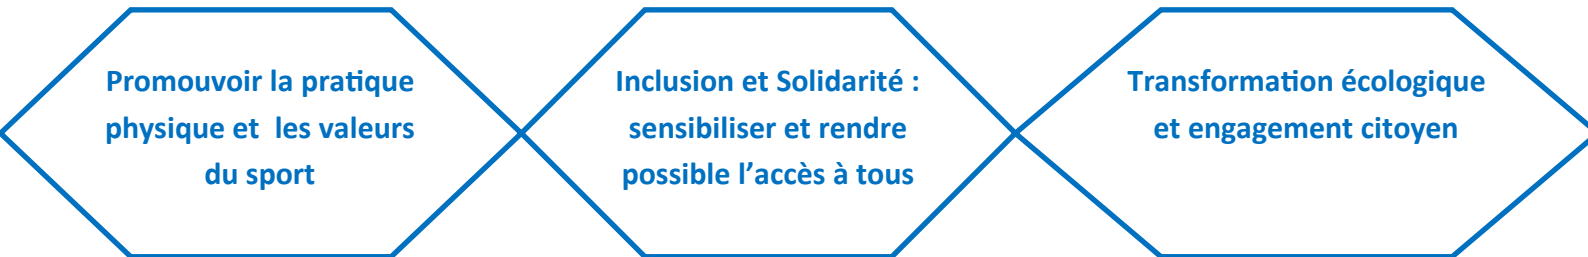 Promouvoir la pratique
physique et  les valeurs
du sport
Inclusion et Solidarité :
sensibiliser et rendre
possible l’accès à tous
Transformation écologique
et engagement citoyen